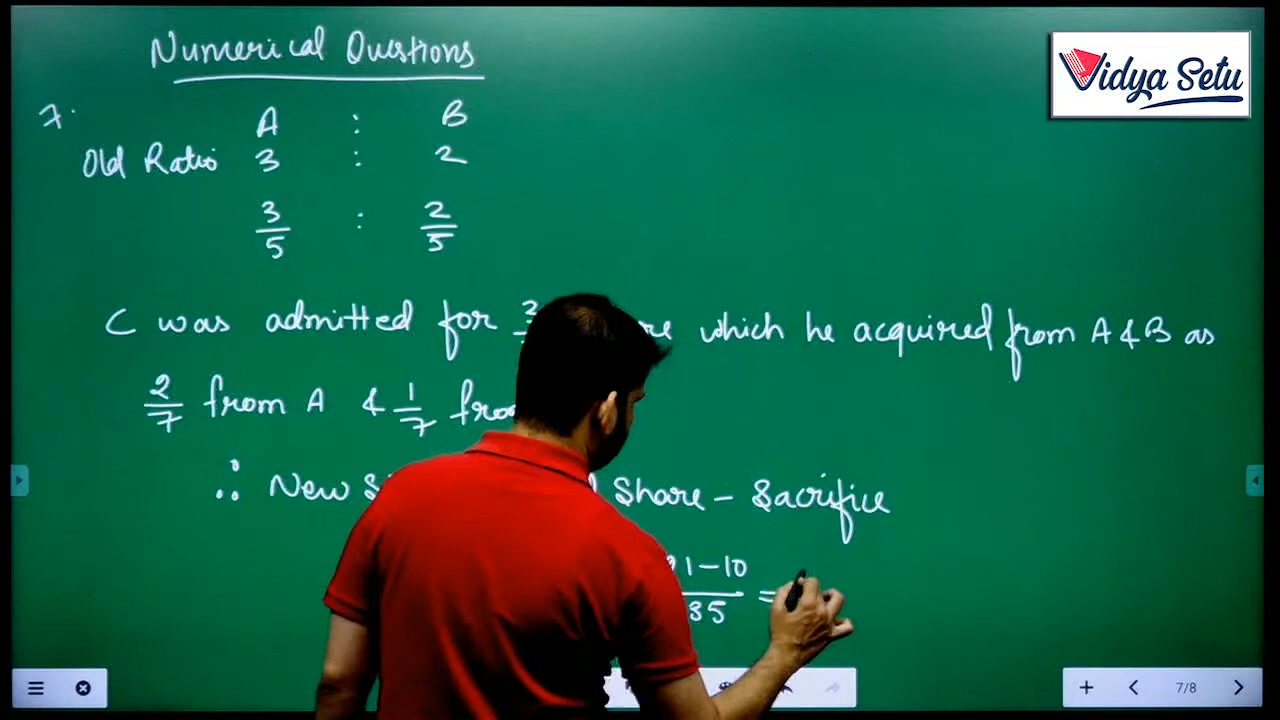 Numerical Questions
Vidya Setu
7.
A : B
Old Ratio 3 : 2
3/5 : 2/5
C was admitted for which he acquired from A & B as
2/7 from A & 1/7
∴ New Share - Sacrifice
1-10
35 =
7/8